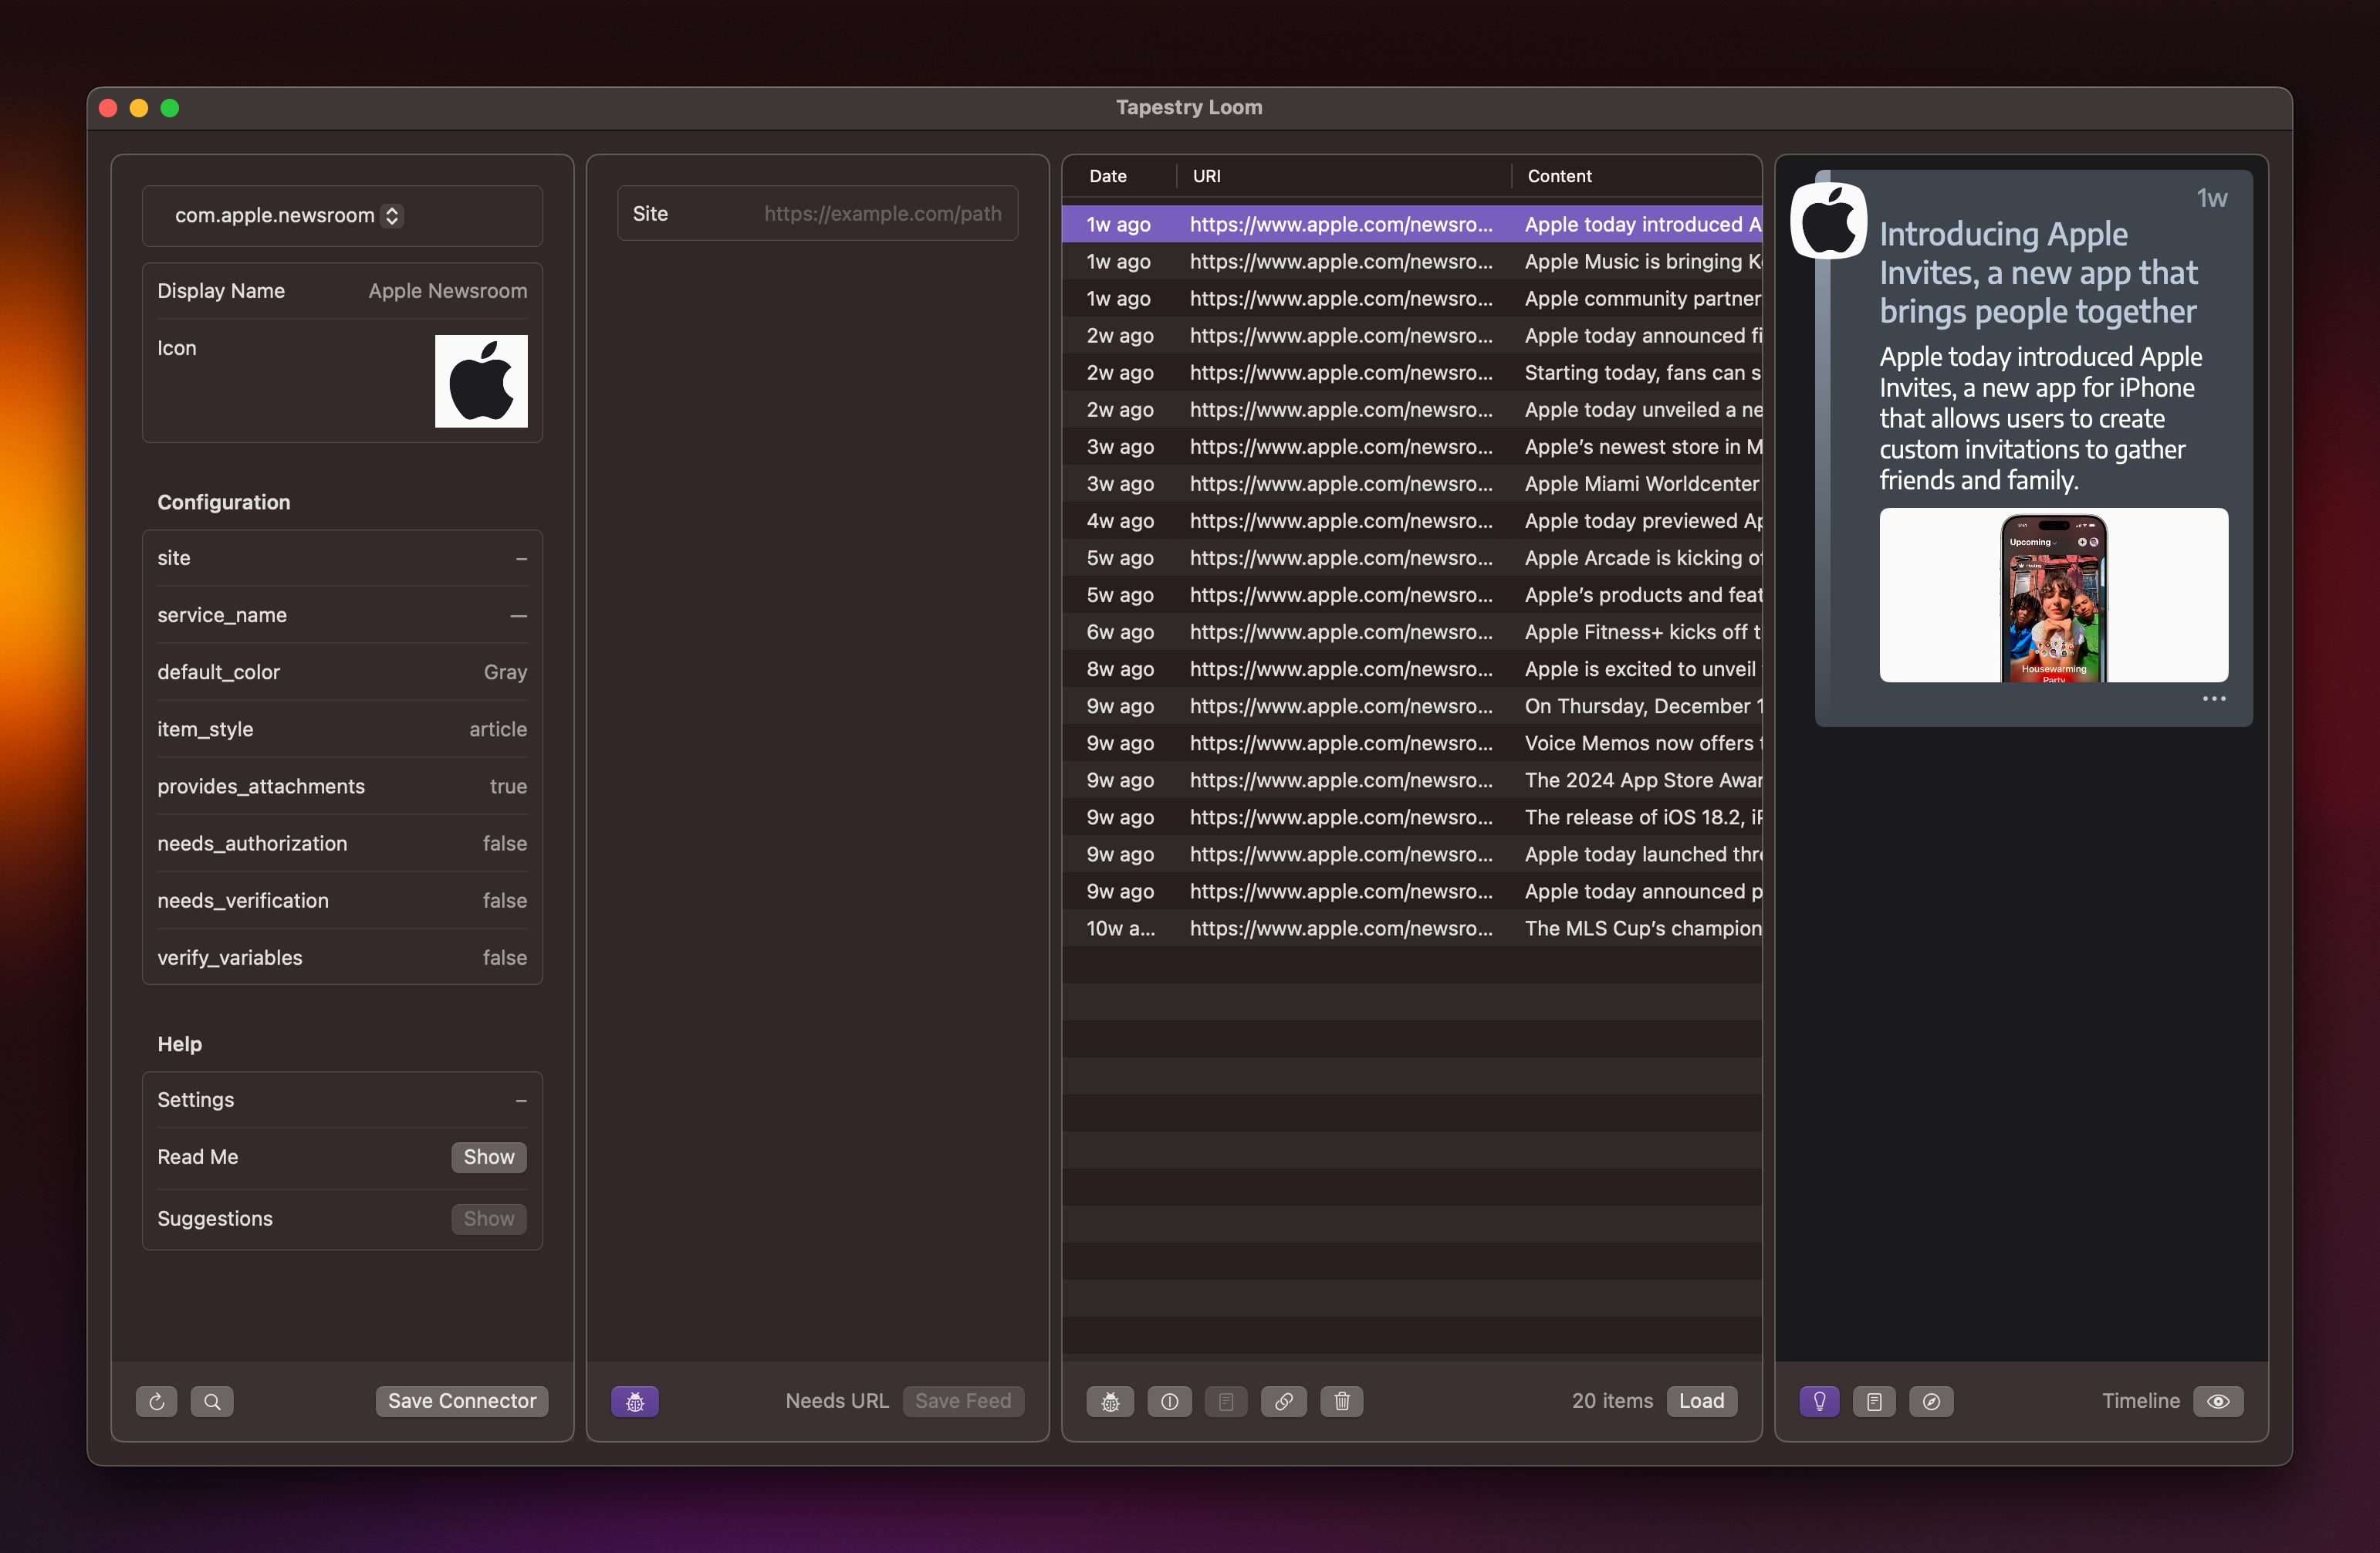 Tapestry Loom
com.apple.newsroom
Display Name Apple Newsroom
Icon
Configuration
site –
service_name —
default_color Gray
item_style article
provides_attachments true
needs_authorization false
needs_verification false
verify_variables false
Help
Settings –
Read Me Show
Suggestions Show
Save Connector
Site https://example.com/path
Needs URL Save Feed
Date URI Content
1w ago https://www.apple.com/newsro... Apple today introduced A
1w ago https://www.apple.com/newsro... Apple Music is bringing K
1w ago https://www.apple.com/newsro... Apple community partner
2w ago https://www.apple.com/newsro... Apple today announced fi
2w ago https://www.apple.com/newsro... Starting today, fans can s
2w ago https://www.apple.com/newsro... Apple today unveiled a ne
3w ago https://www.apple.com/newsro... Apple’s newest store in M
3w ago https://www.apple.com/newsro... Apple Miami Worldcenter
4w ago https://www.apple.com/newsro... Apple today previewed Ap
5w ago https://www.apple.com/newsro... Apple Arcade is kicking of
5w ago https://www.apple.com/newsro... Apple’s products and feat
6w ago https://www.apple.com/newsro... Apple Fitness+ kicks off t
8w ago https://www.apple.com/newsro... Apple is excited to unveil
9w ago https://www.apple.com/newsro... On Thursday, December 1
9w ago https://www.apple.com/newsro... Voice Memos now offers t
9w ago https://www.apple.com/newsro... The 2024 App Store Awar
9w ago https://www.apple.com/newsro... The release of iOS 18.2, iP
9w ago https://www.apple.com/newsro... Apple today launched thre
9w ago https://www.apple.com/newsro... Apple today announced p
10w a... https://www.apple.com/newsro... The MLS Cup’s champion
20 items Load
1w
Introducing Apple
Invites, a new app that
brings people together
Apple today introduced Apple
Invites, a new app for iPhone
that allows users to create
custom invitations to gather
friends and family.
9:41
Upcoming
Hosting
Housewarming
Party
Timeline